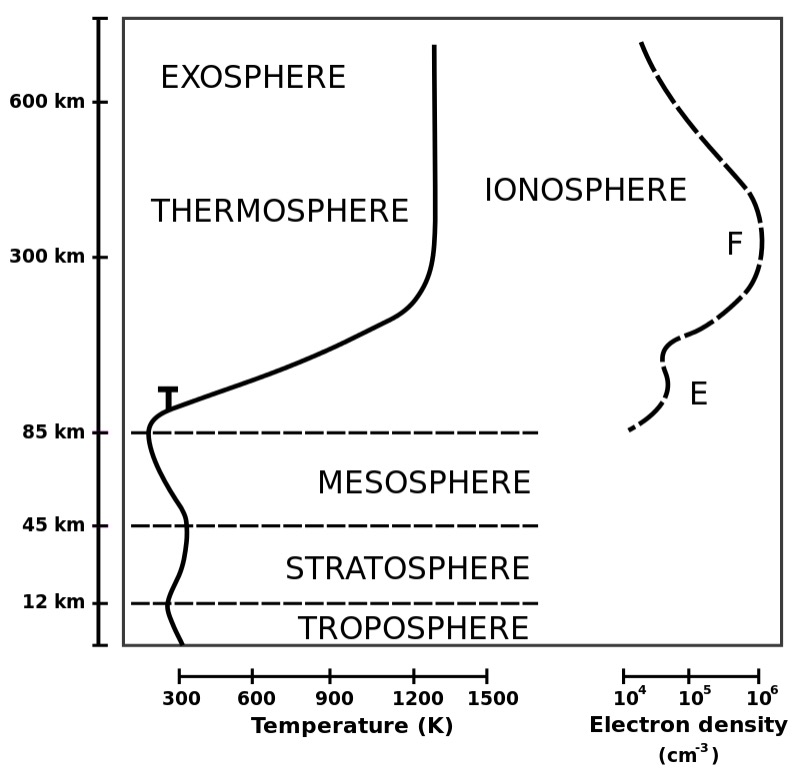 EXOSPHERE
600 km
IONOSPHERE
THERMOSPHERE
F
300 km
T
E
85 km
MESOSPHERE
45 km
STRATOSPHERE
12 km
TROPOSPHERE
300 600 900 1200 1500
Temperature (K)
10⁴ 10⁵ 10⁶
Electron density
(cm⁻³)